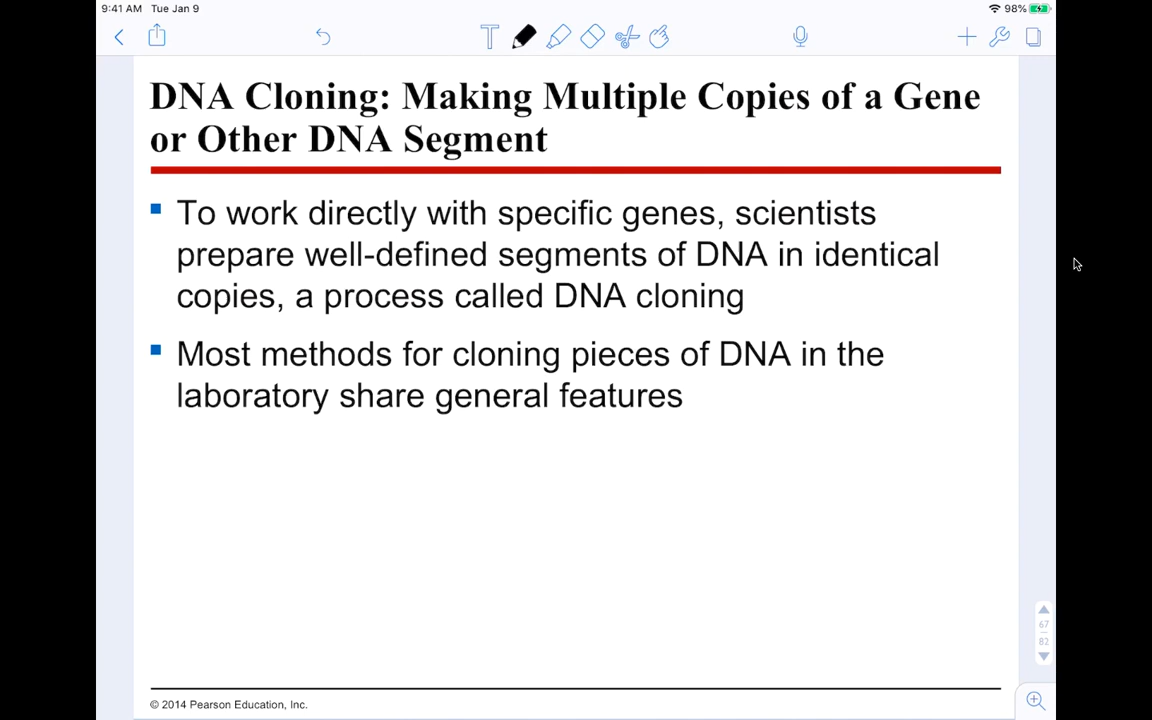 9:41 AM Tue Jan 9
98%
T
DNA Cloning: Making Multiple Copies of a Gene
or Other DNA Segment
To work directly with specific genes, scientists
prepare well-defined segments of DNA in identical
copies, a process called DNA cloning
Most methods for cloning pieces of DNA in the
laboratory share general features
67
82
© 2014 Pearson Education, Inc.